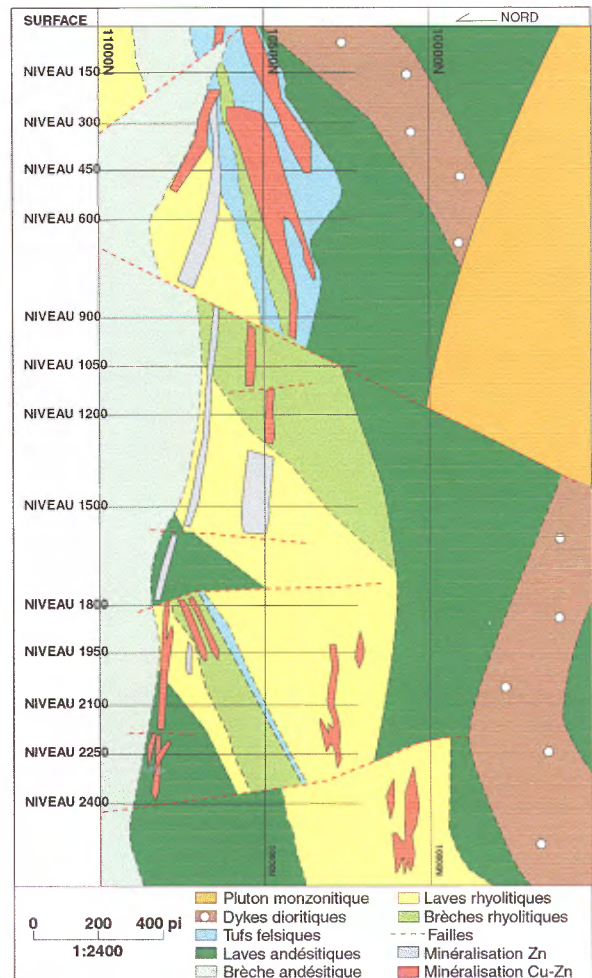 SURFACE
NORD
11000N
10500N
10000N
NIVEAU 150
NIVEAU 300
NIVEAU 450
NIVEAU 600
NIVEAU 900
NIVEAU 1050
NIVEAU 1200
NIVEAU 1500
NIVEAU 1800
NIVEAU 1950
NIVEAU 2100
NIVEAU 2250
NIVEAU 2400
0 200 400 pi
1:2400
Pluton monzonitique
Dykes dioritiques
Tufs felsiques
Laves andésitiques
Brèche andésitique
Laves rhyolitiques
Brèches rhyolitiques
Failles
Minéralisation Zn
Minéralisation Cu-Zn